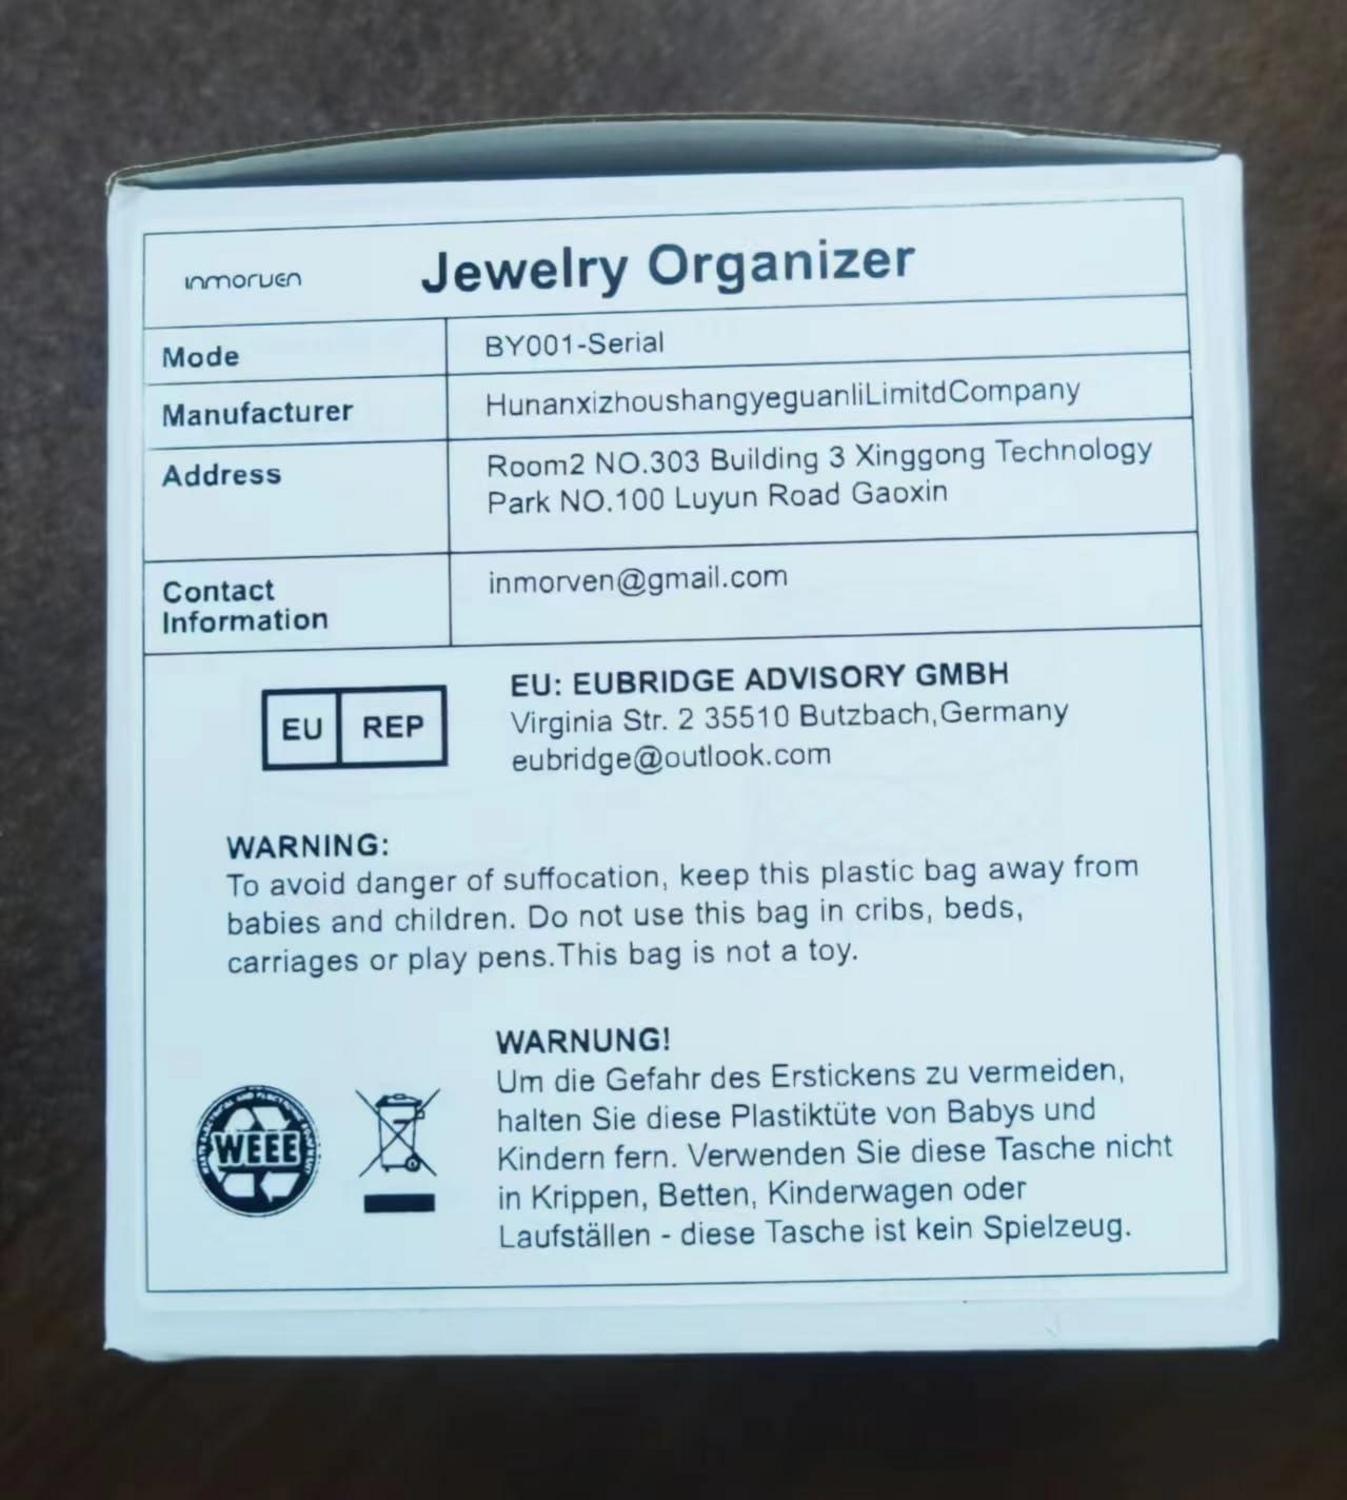 inmorven
Jewelry Organizer
Mode
BY001-Serial
Manufacturer
HunanxizhoushangyeguanliLimitdCompany
Address
Room2 NO.303 Building 3 Xinggong Technology
Park NO.100 Luyun Road Gaoxin
Contact
Information
inmorven@gmail.com
EU REP
EU: EUBRIDGE ADVISORY GMBH
Virginia Str. 2 35510 Butzbach,Germany
eubridge@outlook.com
WARNING:
To avoid danger of suffocation, keep this plastic bag away from
babies and children. Do not use this bag in cribs, beds,
carriages or play pens.This bag is not a toy.
WEEE
WARNUNG!
Um die Gefahr des Erstickens zu vermeiden,
halten Sie diese Plastiktüte von Babys und
Kindern fern. Verwenden Sie diese Tasche nicht
in Krippen, Betten, Kinderwagen oder
Laufställen - diese Tasche ist kein Spielzeug.